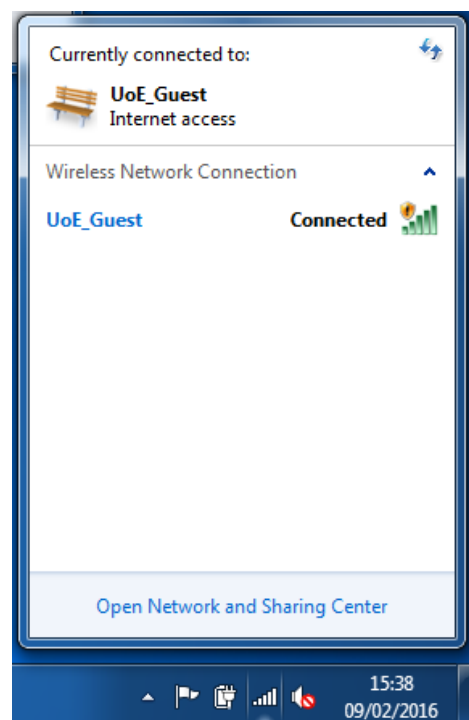 Currently connected to:
UoE_Guest
Internet access
Wireless Network Connection
UoE_Guest Connected
Open Network and Sharing Center
15:38
09/02/2016